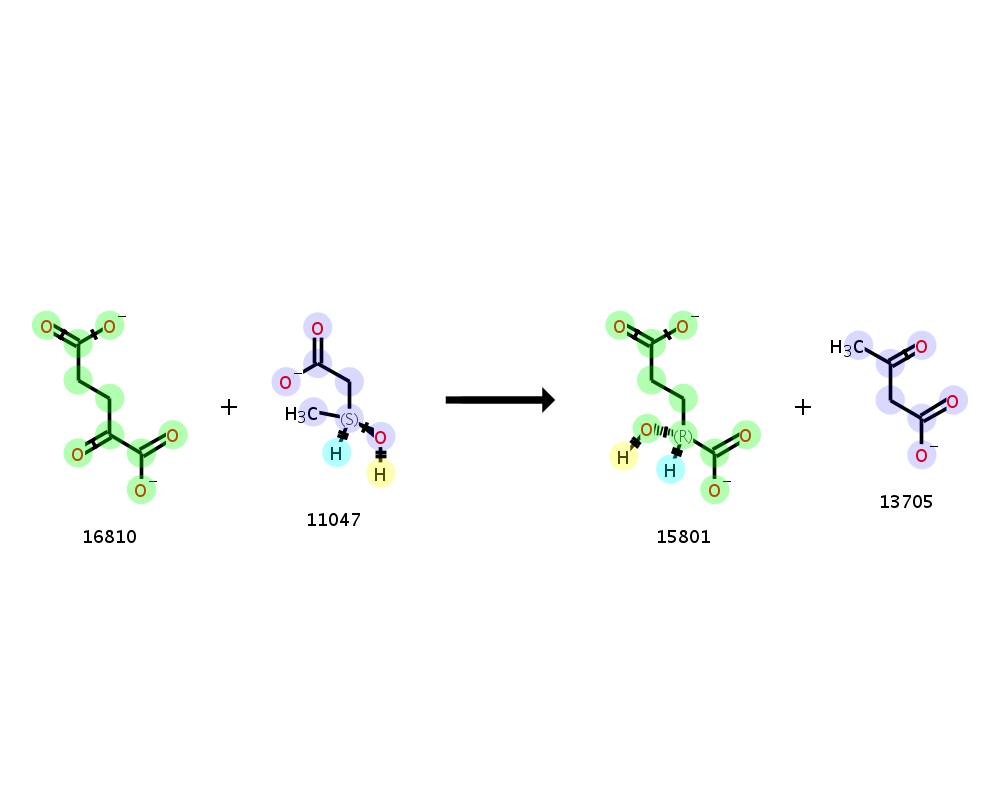 O O⁻
O O
O⁻
16810
+
O
O⁻
H₃C (S) O
H H
11047
O O⁻
O (R) O
H H
O⁻
15801
+
H₃C O
O
O⁻
13705